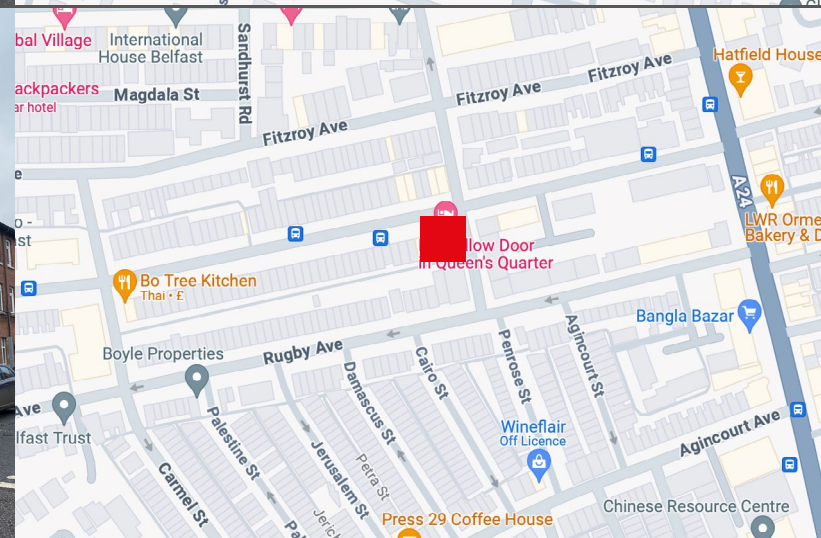 bal Village
International
House Belfast
Sandhurst Rd
Hatfield House
Fitzroy Ave
Fitzroy Ave
ackpackers
ar hotel
Magdala St
Fitzroy Ave
e
A24
LWR Orme
Bakery & D
o -
st
llow Door
in Queen's Quarter
Bo Tree Kitchen
Thai • £
Bangla Bazar
Agincourt St
Penrose St
Rugby Ave
Cairo St
Boyle Properties
Damascus St
Ave
lfast Trust
Palestine St
Wineflair
Off Licence
Agincourt Ave
Jerusalem St
Petra St
Carmel St
Chinese Resource Centre
Press 29 Coffee House
Jeric
Pal